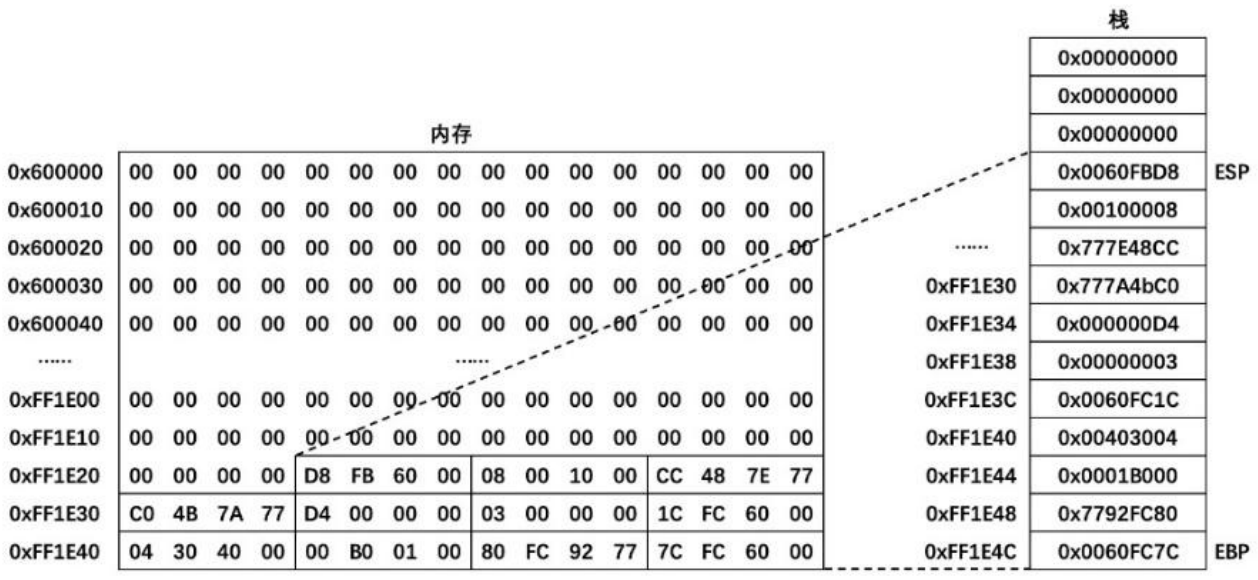 栈
0x00000000
0x00000000
内存 0x00000000
0x600000 00 00 00 00 00 00 00 00 00 00 00 00 00 00 00 00 0x0060FBD8 ESP
0x600010 00 00 00 00 00 00 00 00 00 00 00 00 00 00 00 00 0x00100008
0x600020 00 00 00 00 00 00 00 00 00 00 00 00 00 00 00 00 …… 0x777E48CC
0x600030 00 00 00 00 00 00 00 00 00 00 00 00 00 00 00 00 0xFF1E30 0x777A4bC0
0x600040 00 00 00 00 00 00 00 00 00 00 00 00 00 00 00 00 0xFF1E34 0x000000D4
…… …… 0xFF1E38 0x00000003
0xFF1E00 00 00 00 00 00 00 00 00 00 00 00 00 00 00 00 00 0xFF1E3C 0x0060FC1C
0xFF1E10 00 00 00 00 00 00 00 00 00 00 00 00 00 00 00 00 0xFF1E40 0x00403004
0xFF1E20 00 00 00 00 D8 FB 60 00 08 00 10 00 CC 48 7E 77 0xFF1E44 0x0001B000
0xFF1E30 C0 4B 7A 77 D4 00 00 00 03 00 00 00 1C FC 60 00 0xFF1E48 0x7792FC80
0xFF1E40 04 30 40 00 00 B0 01 00 80 FC 92 77 7C FC 60 00 0xFF1E4C 0x0060FC7C EBP